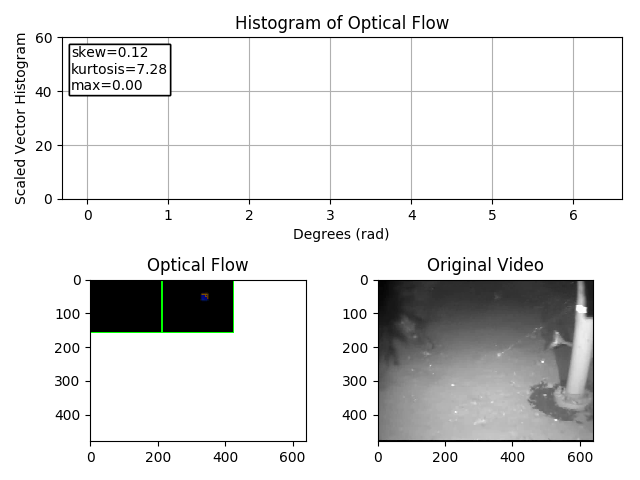 Histogram of Optical Flow
skew=0.12
kurtosis=7.28
max=0.00
Scaled Vector Histogram
60
40
20
0
0 1 2 3 4 5 6
Degrees (rad)
Optical Flow
0
100
200
300
400
0 200 400 600
Original Video
0
100
200
300
400
0 200 400 600